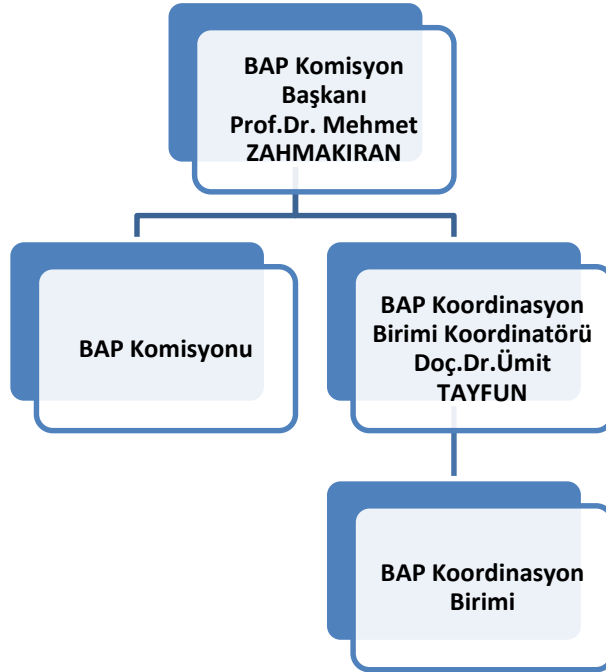 BAP Komisyon
Başkanı
Prof.Dr. Mehmet
ZAHMAKIRAN
BAP Komisyonu
BAP Koordinasyon
Birimi Koordinatörü
Doç.Dr.Ümit
TAYFUN
BAP Koordinasyon
Birimi